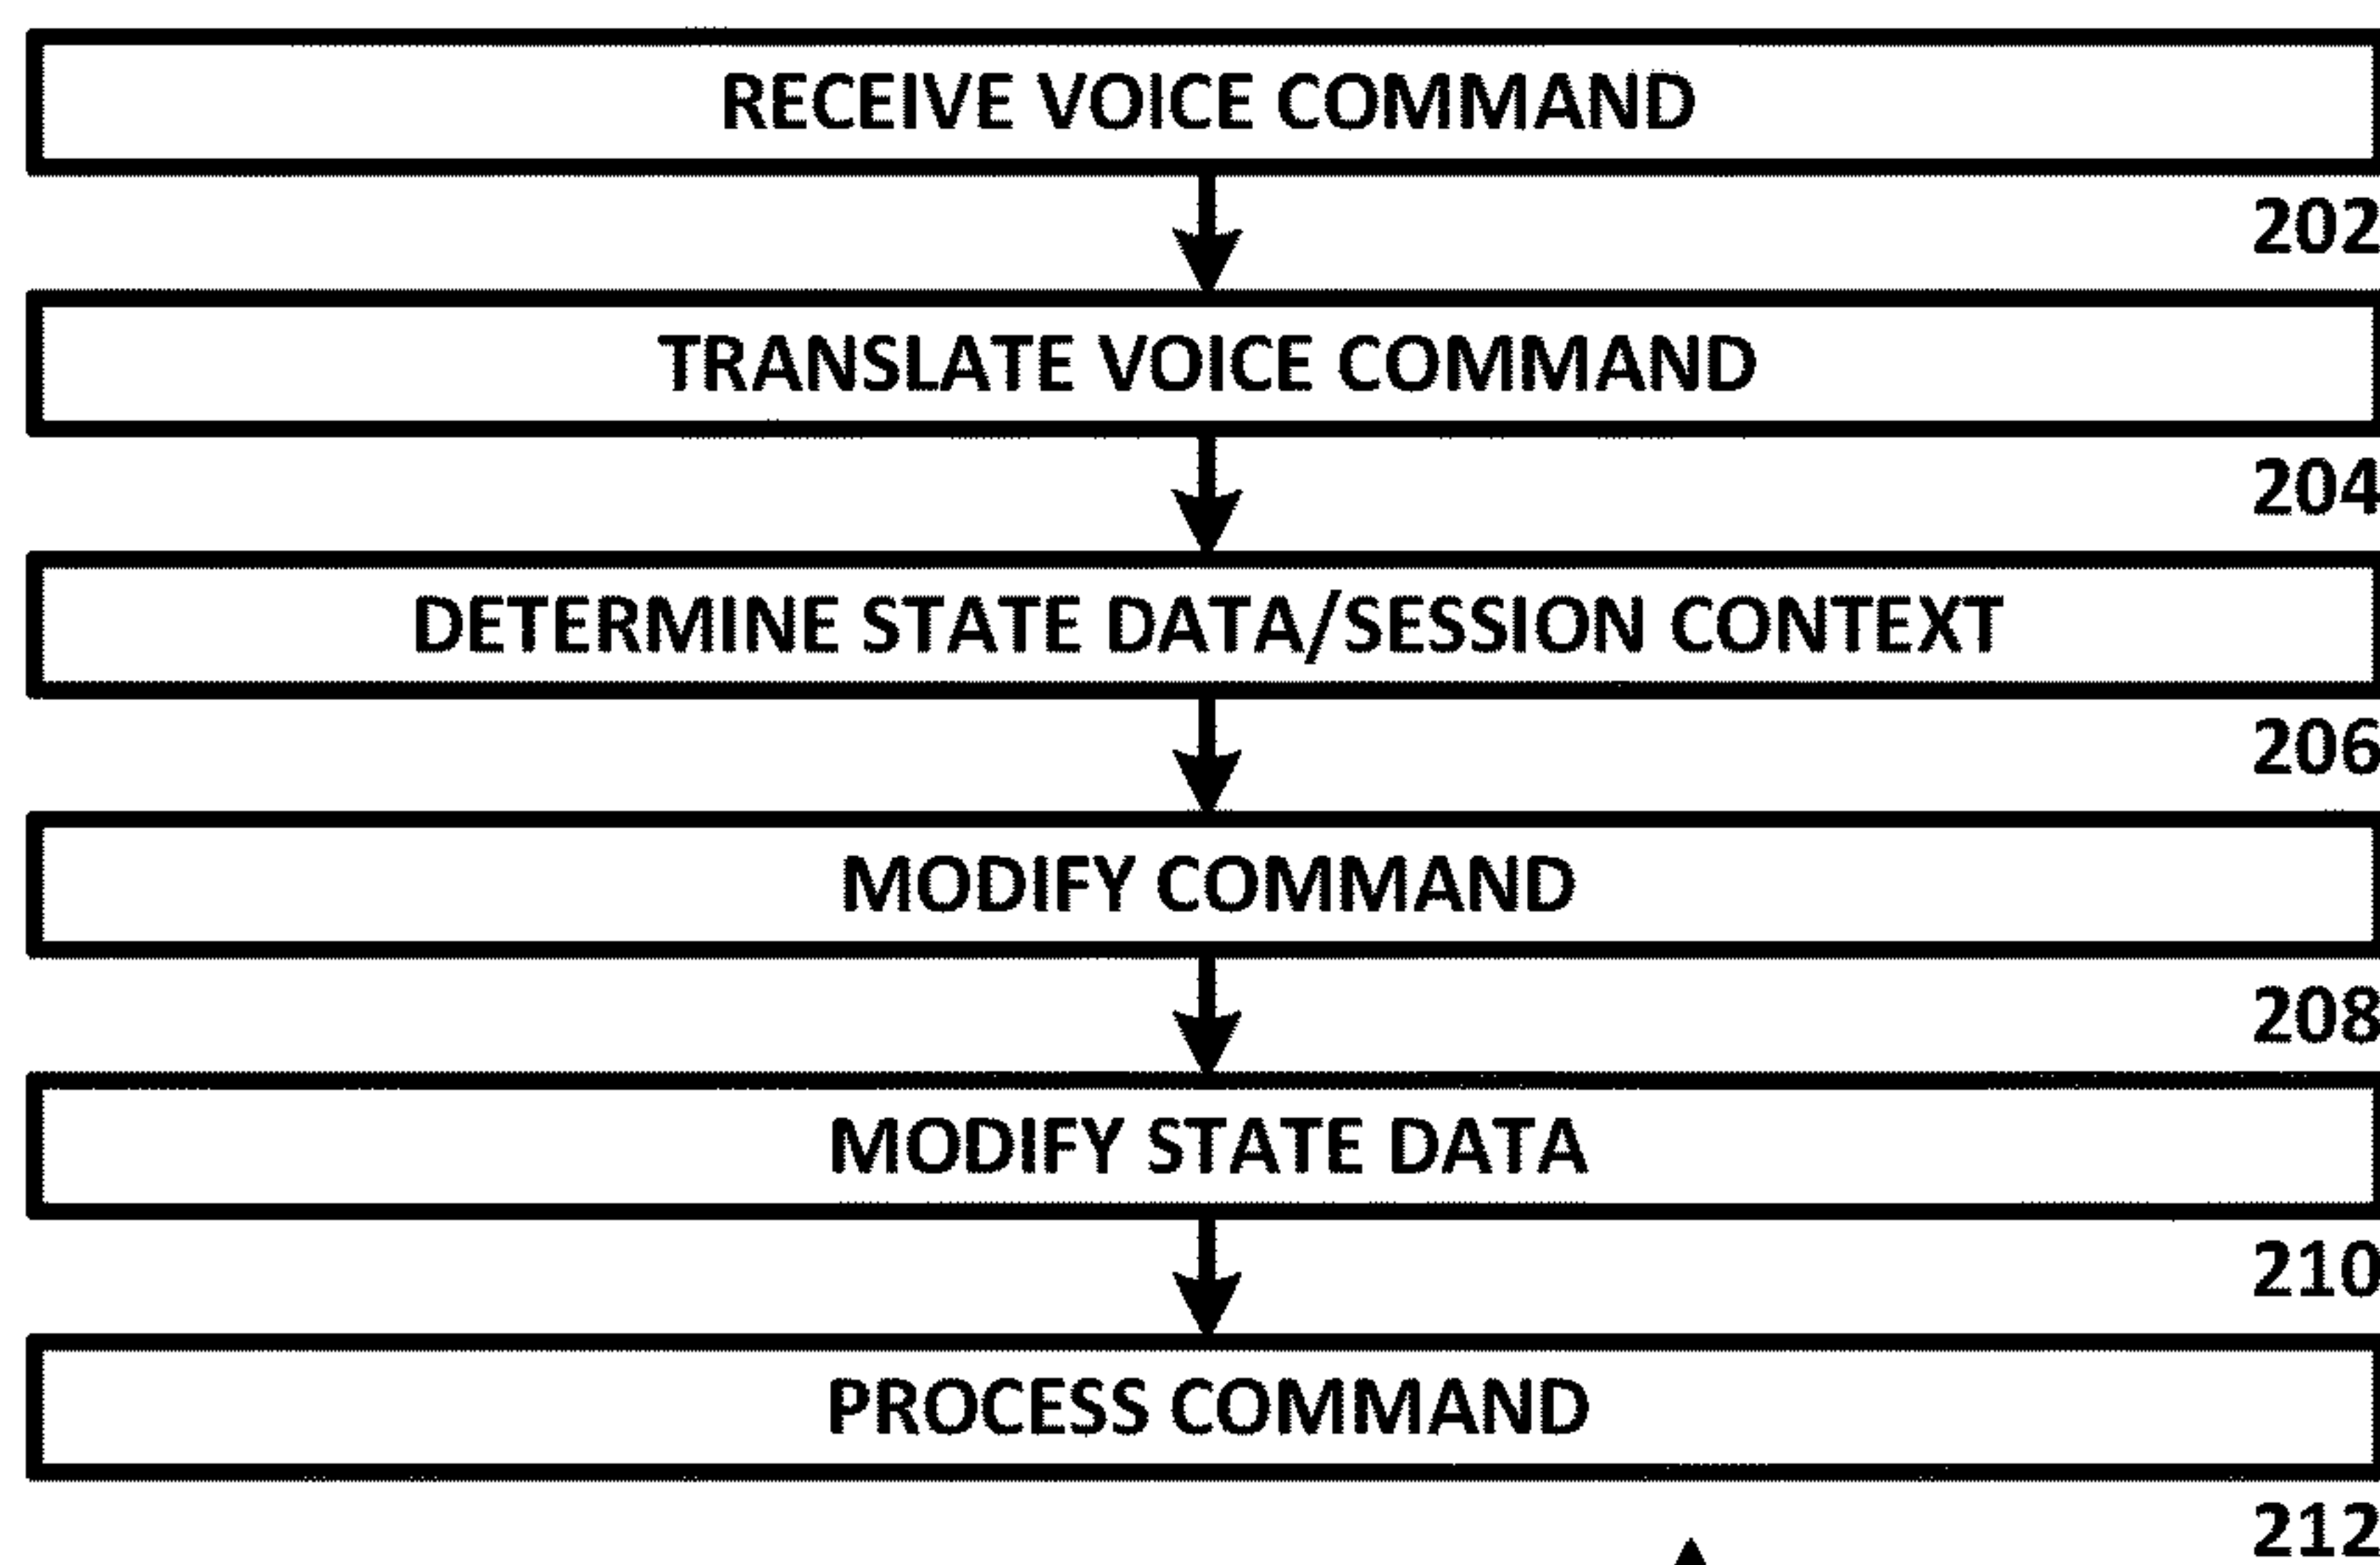 RECEIVE VOICE COMMAND
202
TRANSLATE VOICE COMMAND
204
DETERMINE STATE DATA/SESSION CONTEXT
206
MODIFY COMMAND
208
MODIFY STATE DATA
210
PROCESS COMMAND
212